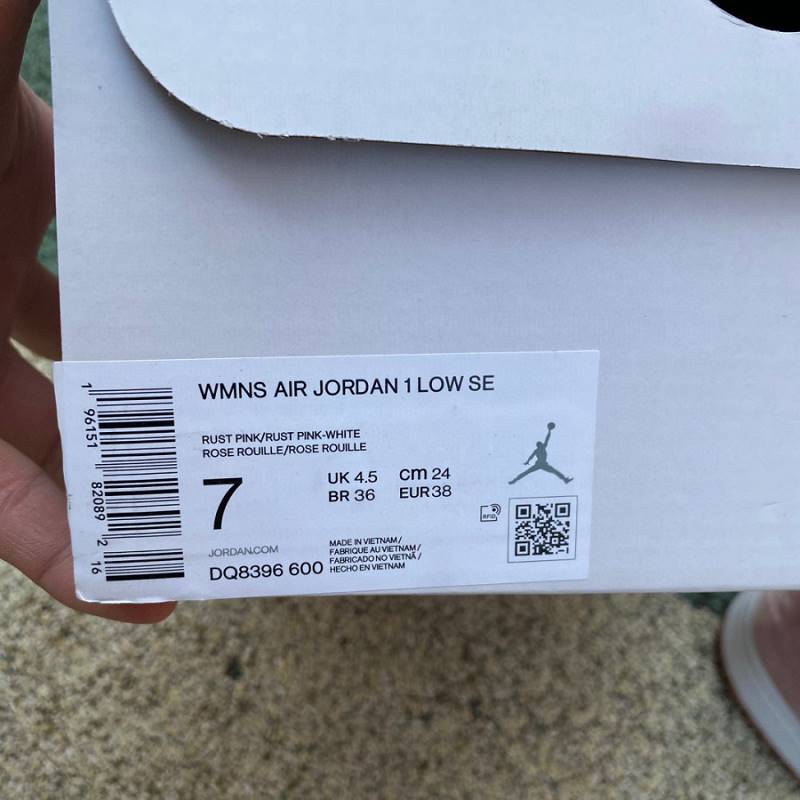 WMNS AIR JORDAN 1 LOW SE
RUST PINK/RUST PINK-WHITE
ROSE ROUILLE/ROSE ROUILLE
7
UK 4.5 cm 24
BR 36 EUR 38
RFID
JORDAN.COM
DQ8396 600
MADE IN VIETNAM /
FABRIQUE AU VIETNAM /
FABRICADO NO VIETNÃ /
HECHO EN VIETNAM
1 96151 82089 2 16